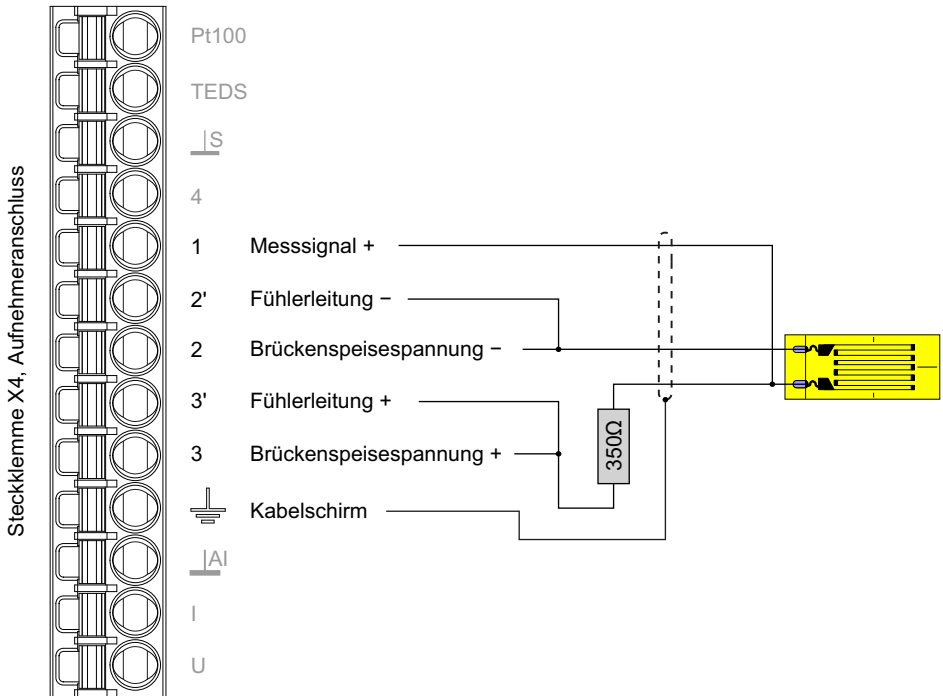 Steckklemme X4, Aufnehmeranschluss
Pt100
TEDS
S
4
1 Messsignal +
2' Fühlerleitung −
2 Brückenspeisespannung −
3' Fühlerleitung +
3 Brückenspeisespannung +
350Ω
Kabelschirm
AI
I
U